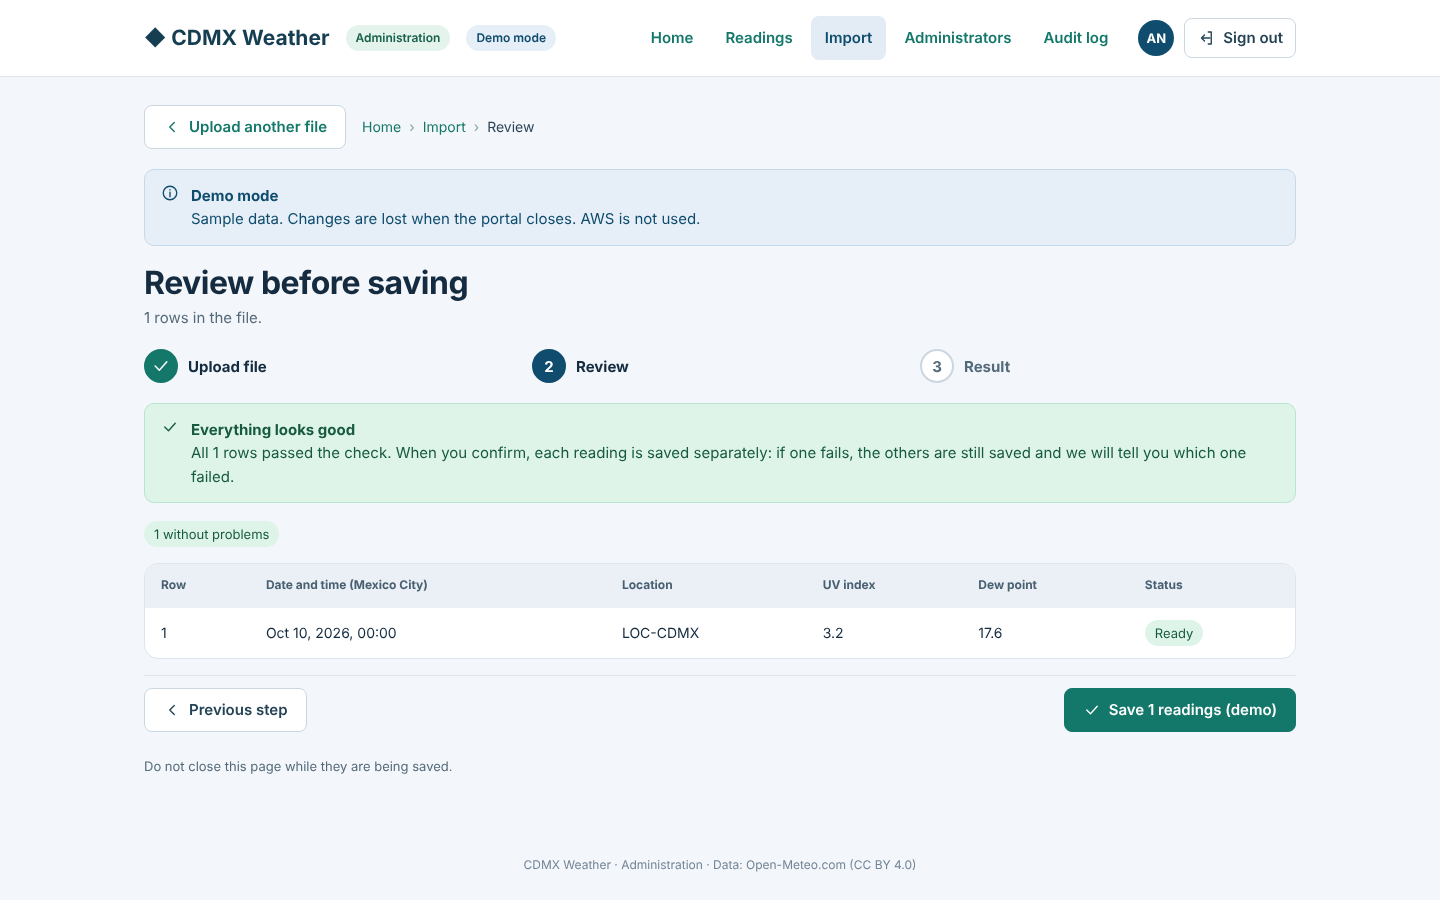 CDMX Weather
Administration
Demo mode
Home
Readings
Import
Administrators
Audit log
AN
Sign out
Upload another file
Home › Import › Review
Demo mode
Sample data. Changes are lost when the portal closes. AWS is not used.
Review before saving
1 rows in the file.
Upload file
2 Review
3 Result
Everything looks good
All 1 rows passed the check. When you confirm, each reading is saved separately: if one fails, the others are still saved and we will tell you which one
failed.
1 without problems
Row Date and time (Mexico City) Location UV index Dew point Status
1 Oct 10, 2026, 00:00 LOC-CDMX 3.2 17.6 Ready
Previous step
Save 1 readings (demo)
Do not close this page while they are being saved.
CDMX Weather · Administration · Data: Open-Meteo.com (CC BY 4.0)